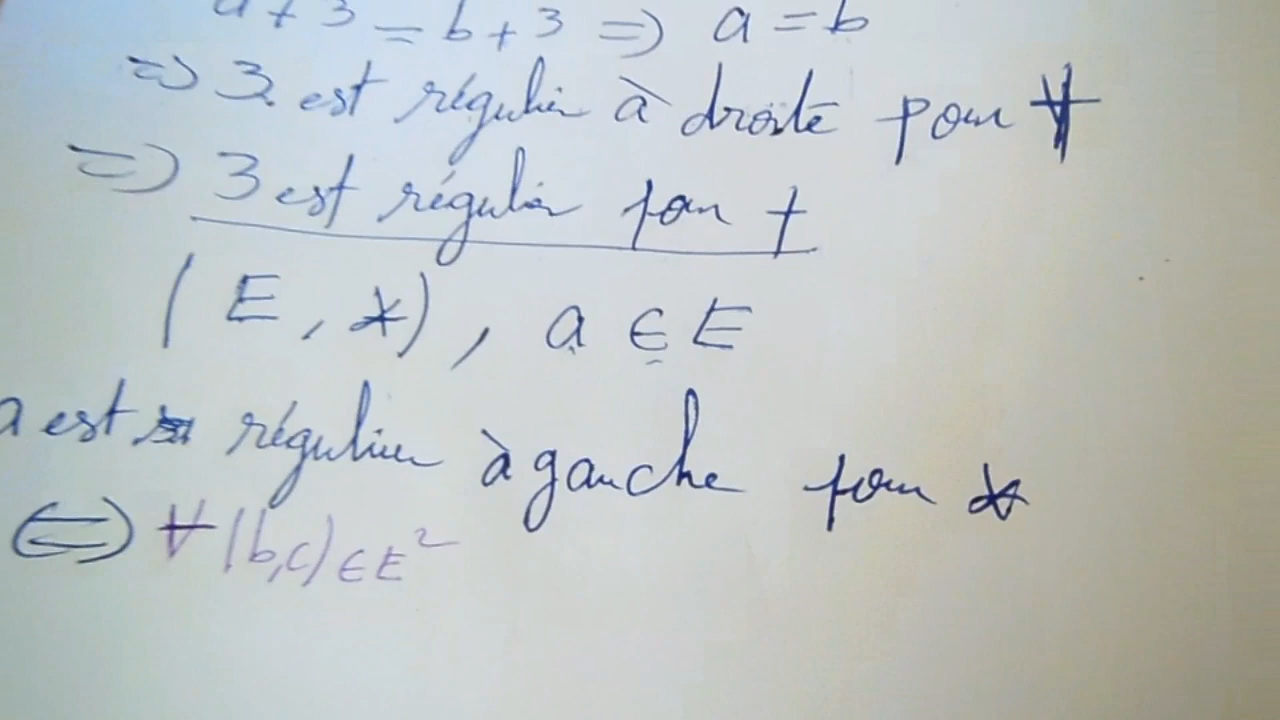 a + 3 = b + 3 => a = b
=> 3 est régulier à droite pour +
=> 3 est régulier pour +
(E, *), a ∈ E
a est régulier à gauche pour *
<=> ∀ (b,c) ∈ E²